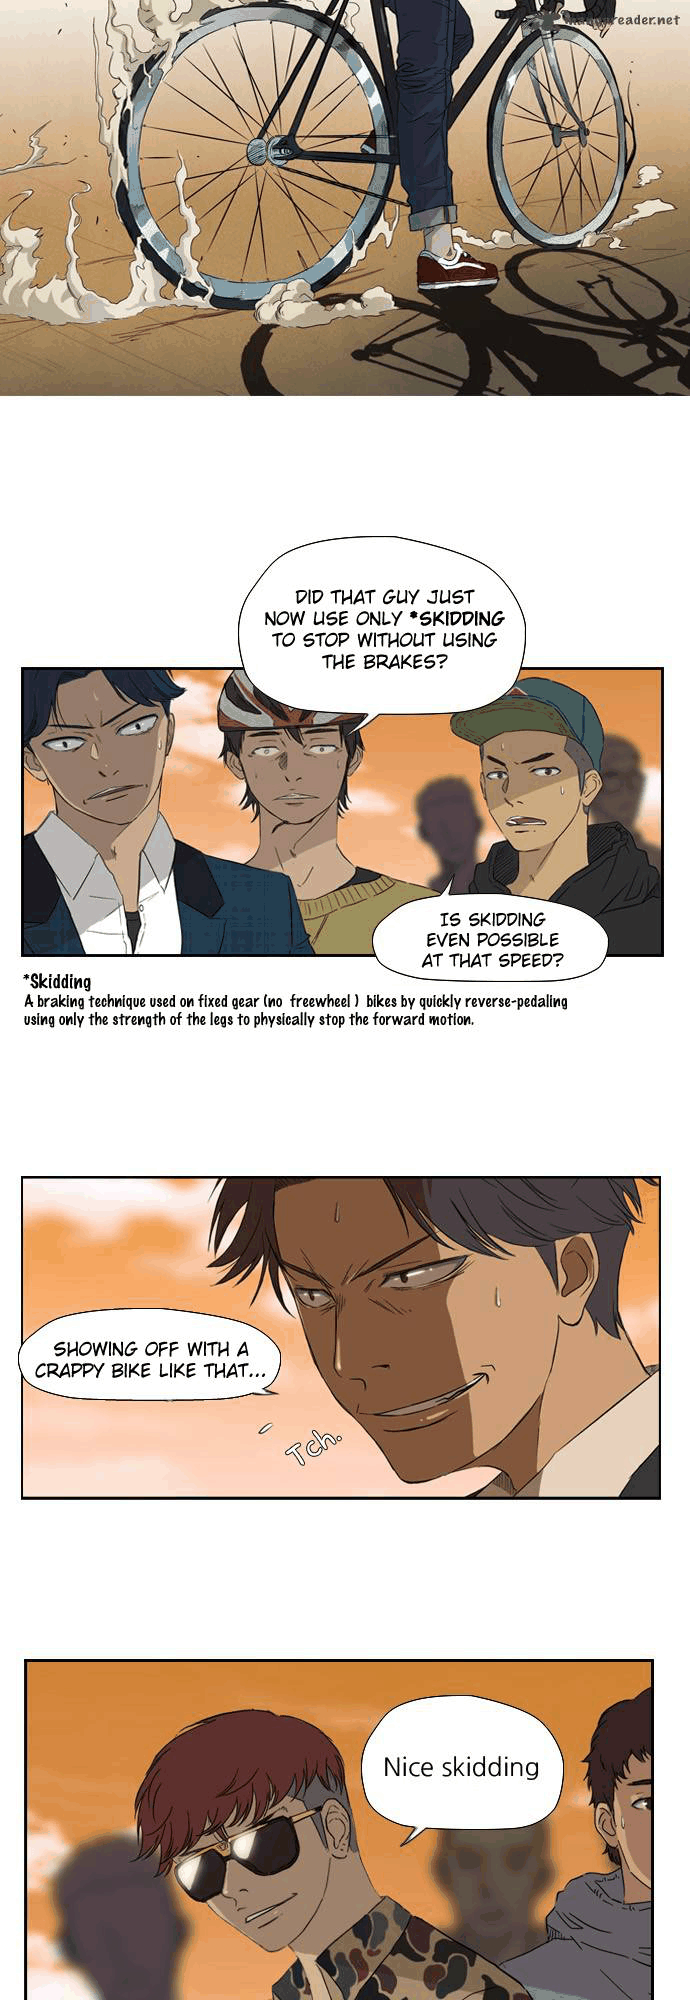 mangareader.net
DID THAT GUY JUST
NOW USE ONLY *SKIDDING
TO STOP WITHOUT USING
THE BRAKES?
IS SKIDDING
EVEN POSSIBLE
AT THAT SPEED?
*Skidding
A braking technique used on fixed gear (no freewheel ) bikes by quickly reverse-pedaling
using only the strength of the legs to physically stop the forward motion.
SHOWING OFF WITH A
CRAPPY BIKE LIKE THAT...
Tch.
Nice skidding